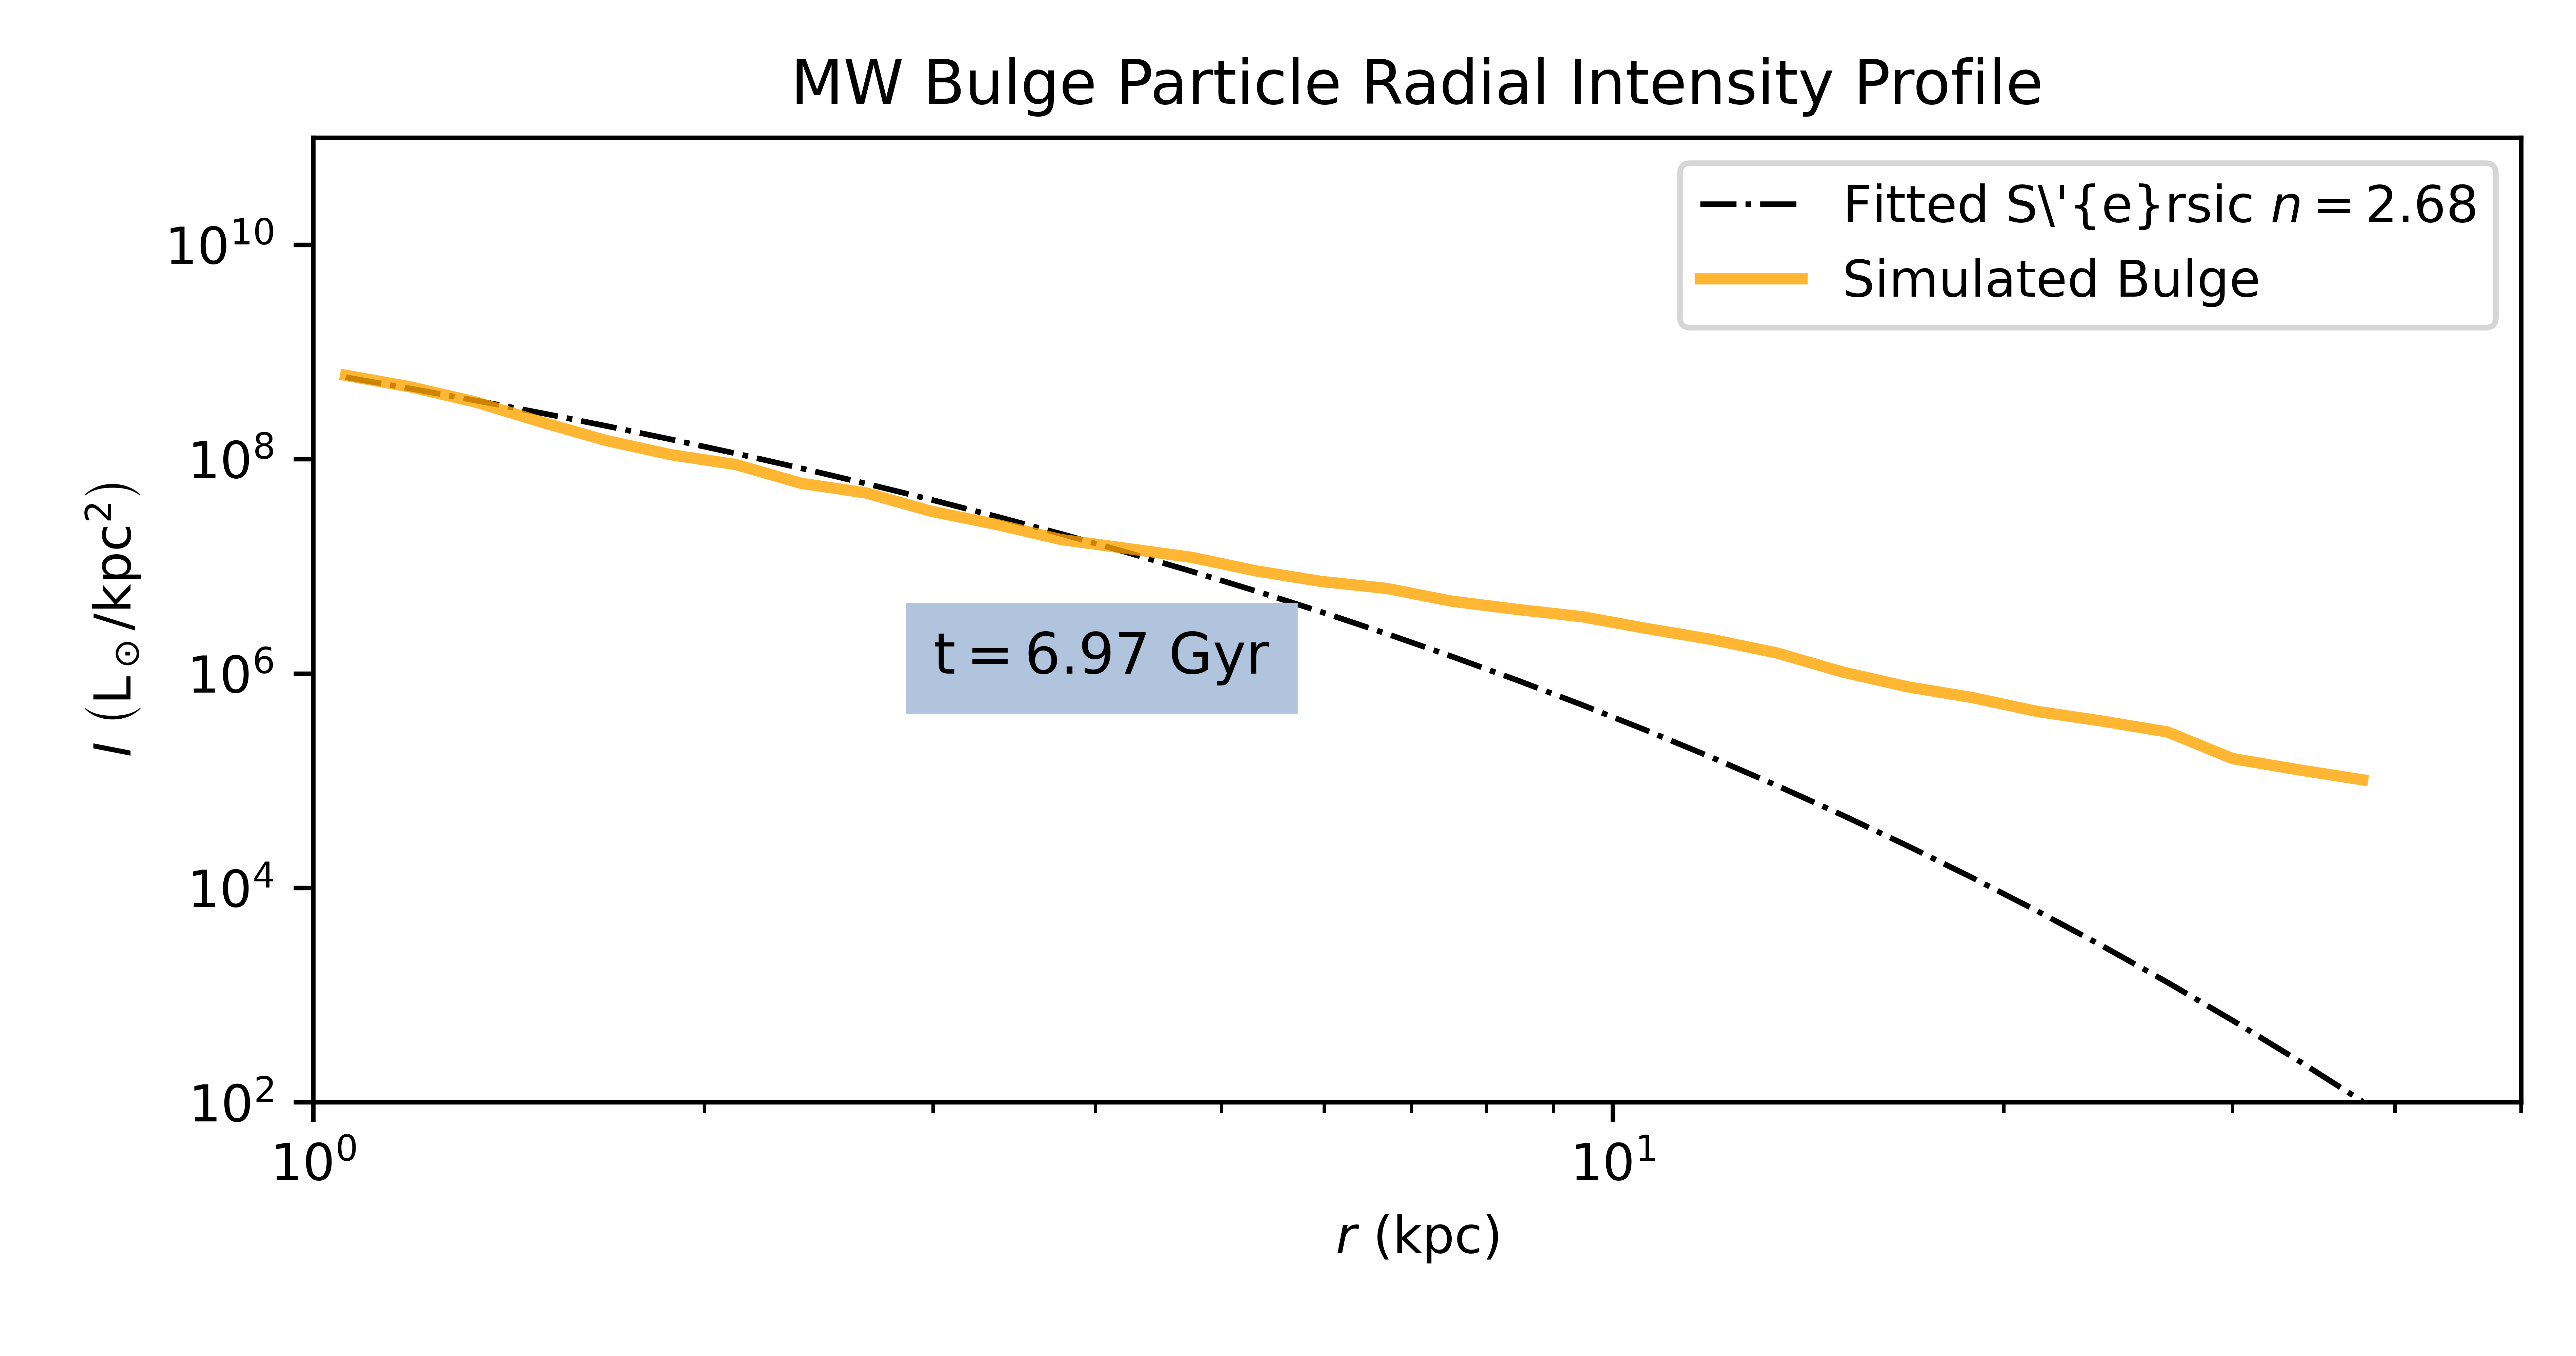 MW Bulge Particle Radial Intensity Profile
Fitted S\'{e}rsic n = 2.68
Simulated Bulge
I (L⊙/kpc²)
10¹⁰
10⁸
10⁶
10⁴
10²
t = 6.97 Gyr
10⁰ 10¹
r (kpc)